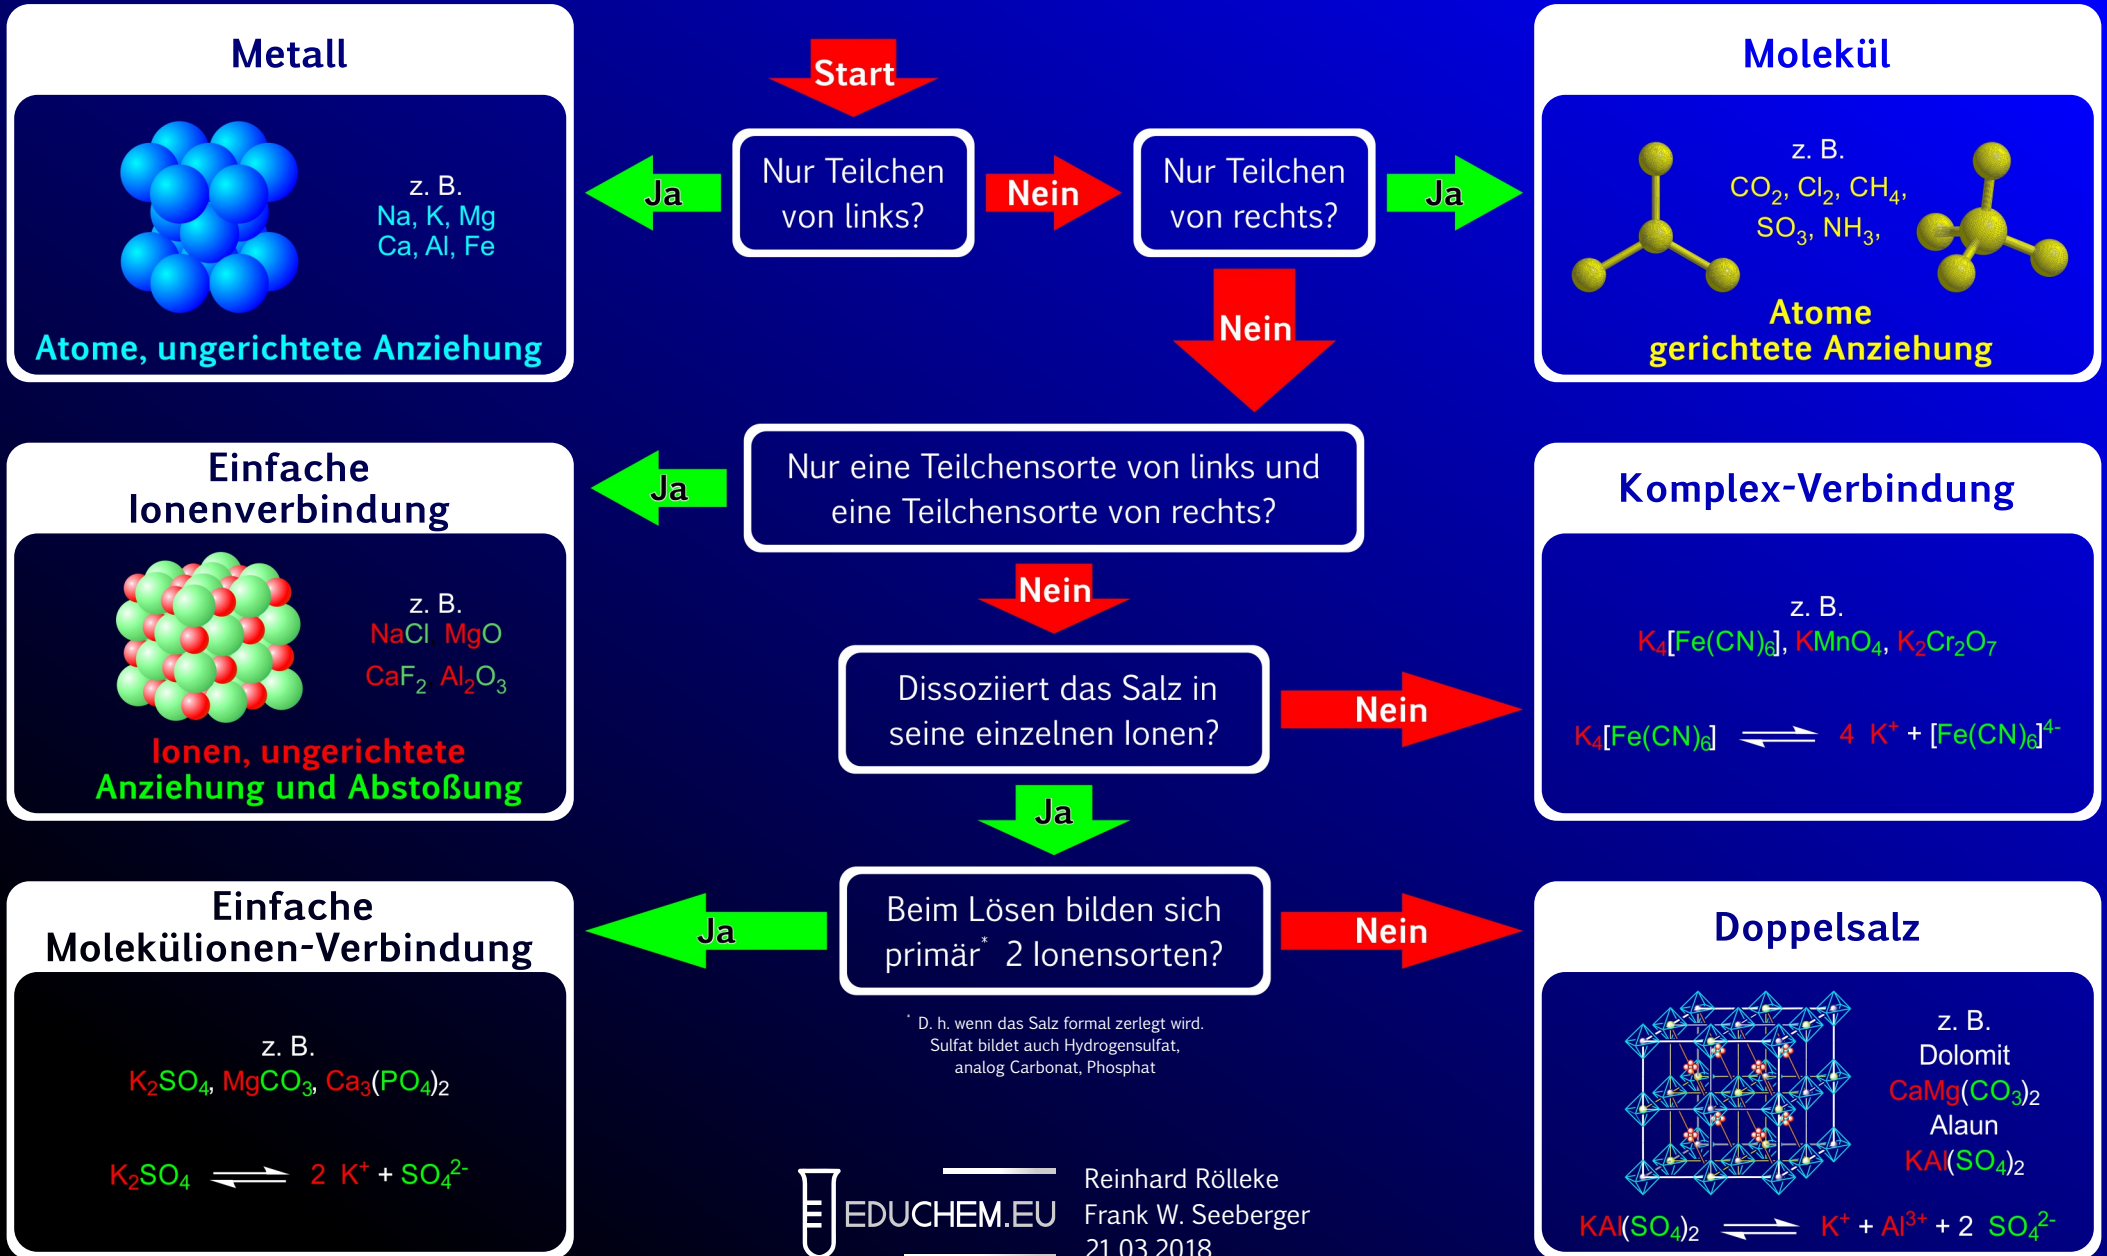 Metall
z. B.
Na, K, Mg
Ca, Al, Fe
Atome, ungerichtete Anziehung
Start
Nur Teilchen
von links?
Ja
Nein
Nur Teilchen
von rechts?
Ja
Nein
Molekül
z. B.
CO₂, Cl₂, CH₄,
SO₃, NH₃,
Atome
gerichtete Anziehung
Einfache
Ionenverbindung
z. B.
NaCl MgO
CaF₂ Al₂O₃
Ionen, ungerichtete
Anziehung und Abstoßung
Ja
Nur eine Teilchensorte von links und
eine Teilchensorte von rechts?
Nein
Dissoziiert das Salz in
seine einzelnen Ionen?
Nein
Ja
Komplex-Verbindung
z. B.
K₄[Fe(CN)₆], KMnO₄, K₂Cr₂O₇
K₄[Fe(CN)₆] ⇌ 4 K⁺ + [Fe(CN)₆]⁴⁻
Einfache
Molekülionen-Verbindung
z. B.
K₂SO₄, MgCO₃, Ca₃(PO₄)₂
K₂SO₄ ⇌ 2 K⁺ + SO₄²⁻
Ja
Beim Lösen bilden sich
primär* 2 Ionensorten?
Nein
* D. h. wenn das Salz formal zerlegt wird.
Sulfat bildet auch Hydrogensulfat,
analog Carbonat, Phosphat
Doppelsalz
z. B.
Dolomit
CaMg(CO₃)₂
Alaun
KAl(SO₄)₂
KAl(SO₄)₂ ⇌ K⁺ + Al³⁺ + 2 SO₄²⁻
EDUCHEM.EU
Reinhard Rölleke
Frank W. Seeberger
21.03.2018